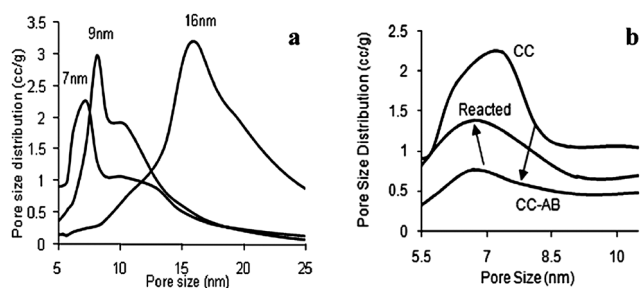 16nm
a
9nm
7nm
3.5
3
2.5
2
1.5
1
0.5
0
5
10
15
20
25
Pore size distribution (cc/g)
Pore size (nm)
b
CC
Reacted
CC-AB
2.5
2
1.5
1
0.5
0
5.5
7
8.5
10
Pore Size Distribution (cc/g)
Pore Size (nm)